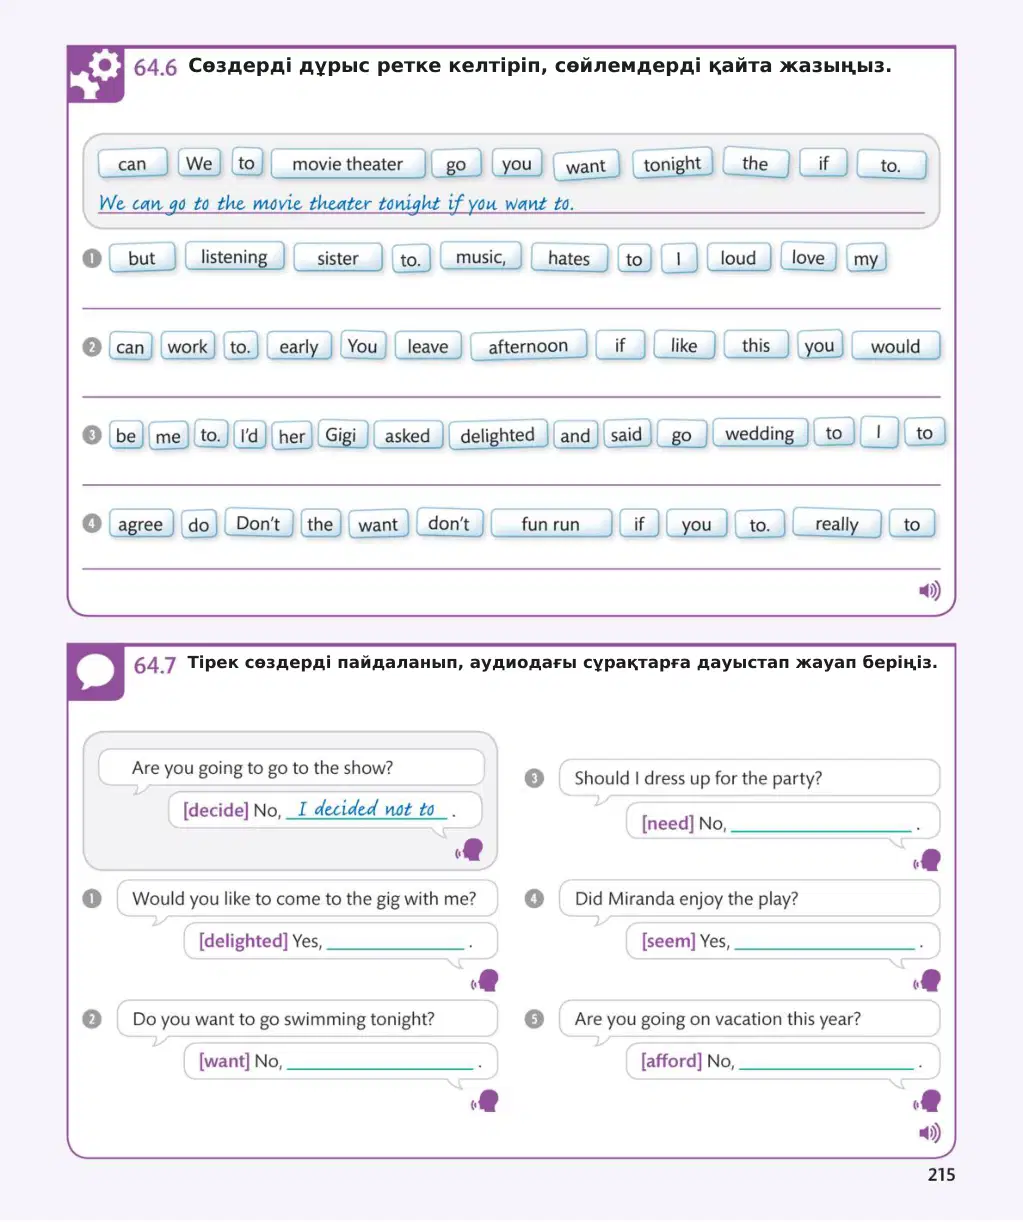 64.6 Сөздерді дұрыс ретке келтіріп, сөйлемдерді қайта жазыңыз.
can We to movie theater go you want tonight the if to.
We can go to the movie theater tonight if you want to.
1 but listening sister to. music, hates to I loud love my
2 can work to. early You leave afternoon if like this you would
3 be me to. I'd her Gigi asked delighted and said go wedding to I to
4 agree do Don't the want don't fun run if you to. really to
64.7 Тірек сөздерді пайдаланып, аудиодағы сұрақтарға дауыстап жауап беріңіз.
Are you going to go to the show?
[decide] No, I decided not to .
1 Would you like to come to the gig with me?
[delighted] Yes, .
2 Do you want to go swimming tonight?
[want] No, .
3 Should I dress up for the party?
[need] No, .
4 Did Miranda enjoy the play?
[seem] Yes, .
5 Are you going on vacation this year?
[afford] No, .
215